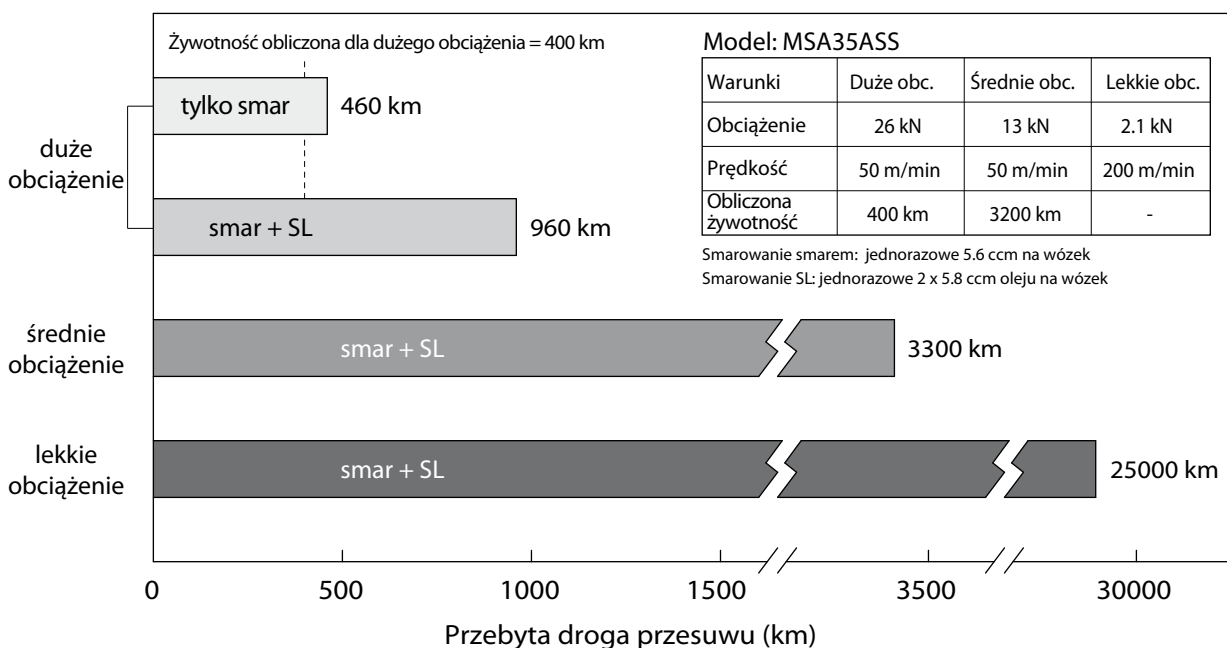 Żywotność obliczona dla dużego obciążenia = 400 km
tylko smar
460 km
duże
obciążenie
smar + SL
960 km
Model: MSA35ASS
Warunki Duże obc. Średnie obc. Lekkie obc.
Obciążenie 26 kN 13 kN 2.1 kN
Prędkość 50 m/min 50 m/min 200 m/min
Obliczona
żywotność 400 km 3200 km -
Smarowanie smarem: jednorazowe 5.6 ccm na wózek
Smarowanie SL: jednorazowe 2 x 5.8 ccm oleju na wózek
średnie
obciążenie
smar + SL
3300 km
lekkie
obciążenie
smar + SL
25000 km
0 500 1000 1500 3500 30000
Przebyta droga przesuwu (km)